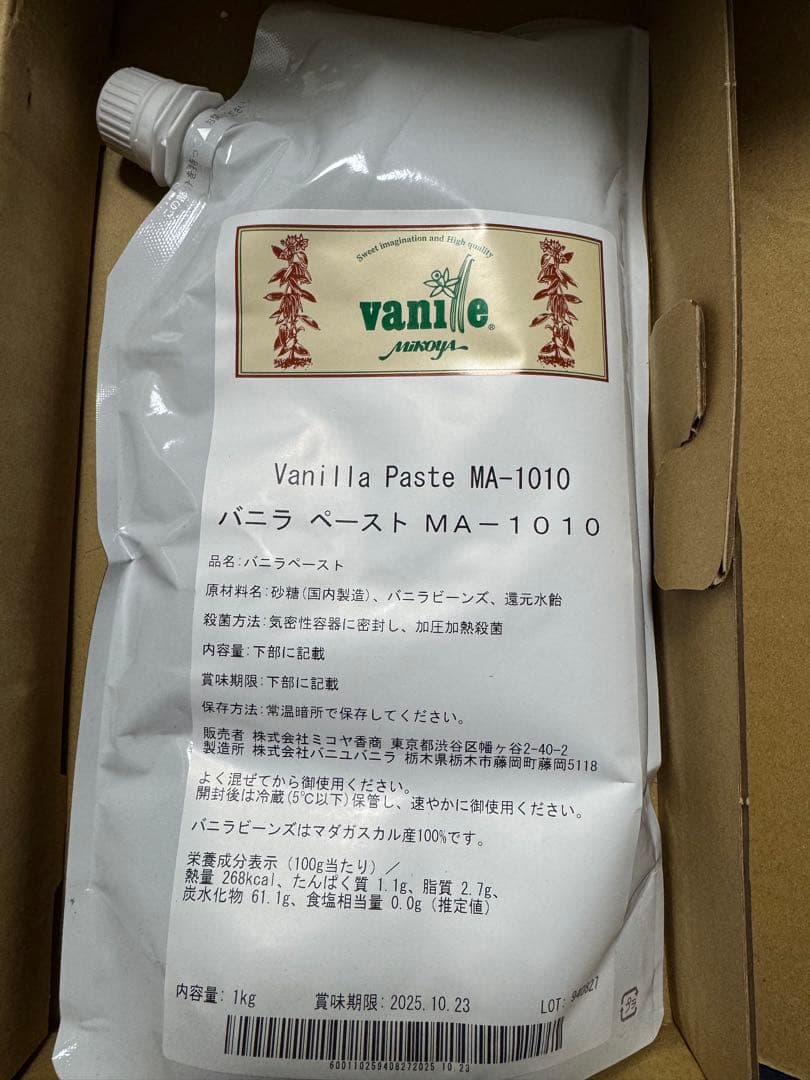 Sweet imagination and High quality
vanille®
MiKOYA
Vanilla Paste MA-1010
バニラ ペースト MA－1010
品名:バニラペースト
原材料名:砂糖(国内製造)、バニラビーンズ、還元水飴
殺菌方法:気密性容器に密封し、加圧加熱殺菌
内容量:下部に記載
賞味期限:下部に記載
保存方法:常温暗所で保存してください。
販売者 株式会社ミコヤ香商 東京都渋谷区幡ヶ谷2-40-2
製造所 株式会社バニユバニラ 栃木県栃木市藤岡町藤岡5118
よく混ぜてから御使用ください。
開封後は冷蔵(5℃以下)保管し、速やかに御使用ください。
バニラビーンズはマダガスカル産100%です。
栄養成分表示（100g当たり）／
熱量 268kcal、たんぱく質 1.1g、脂質 2.7g、
炭水化物 61.1g、食塩相当量 0.0g（推定値）
内容量: 1kg 賞味期限: 2025.10.23 LOT: 940827
プラ
600110259408272025 10.23